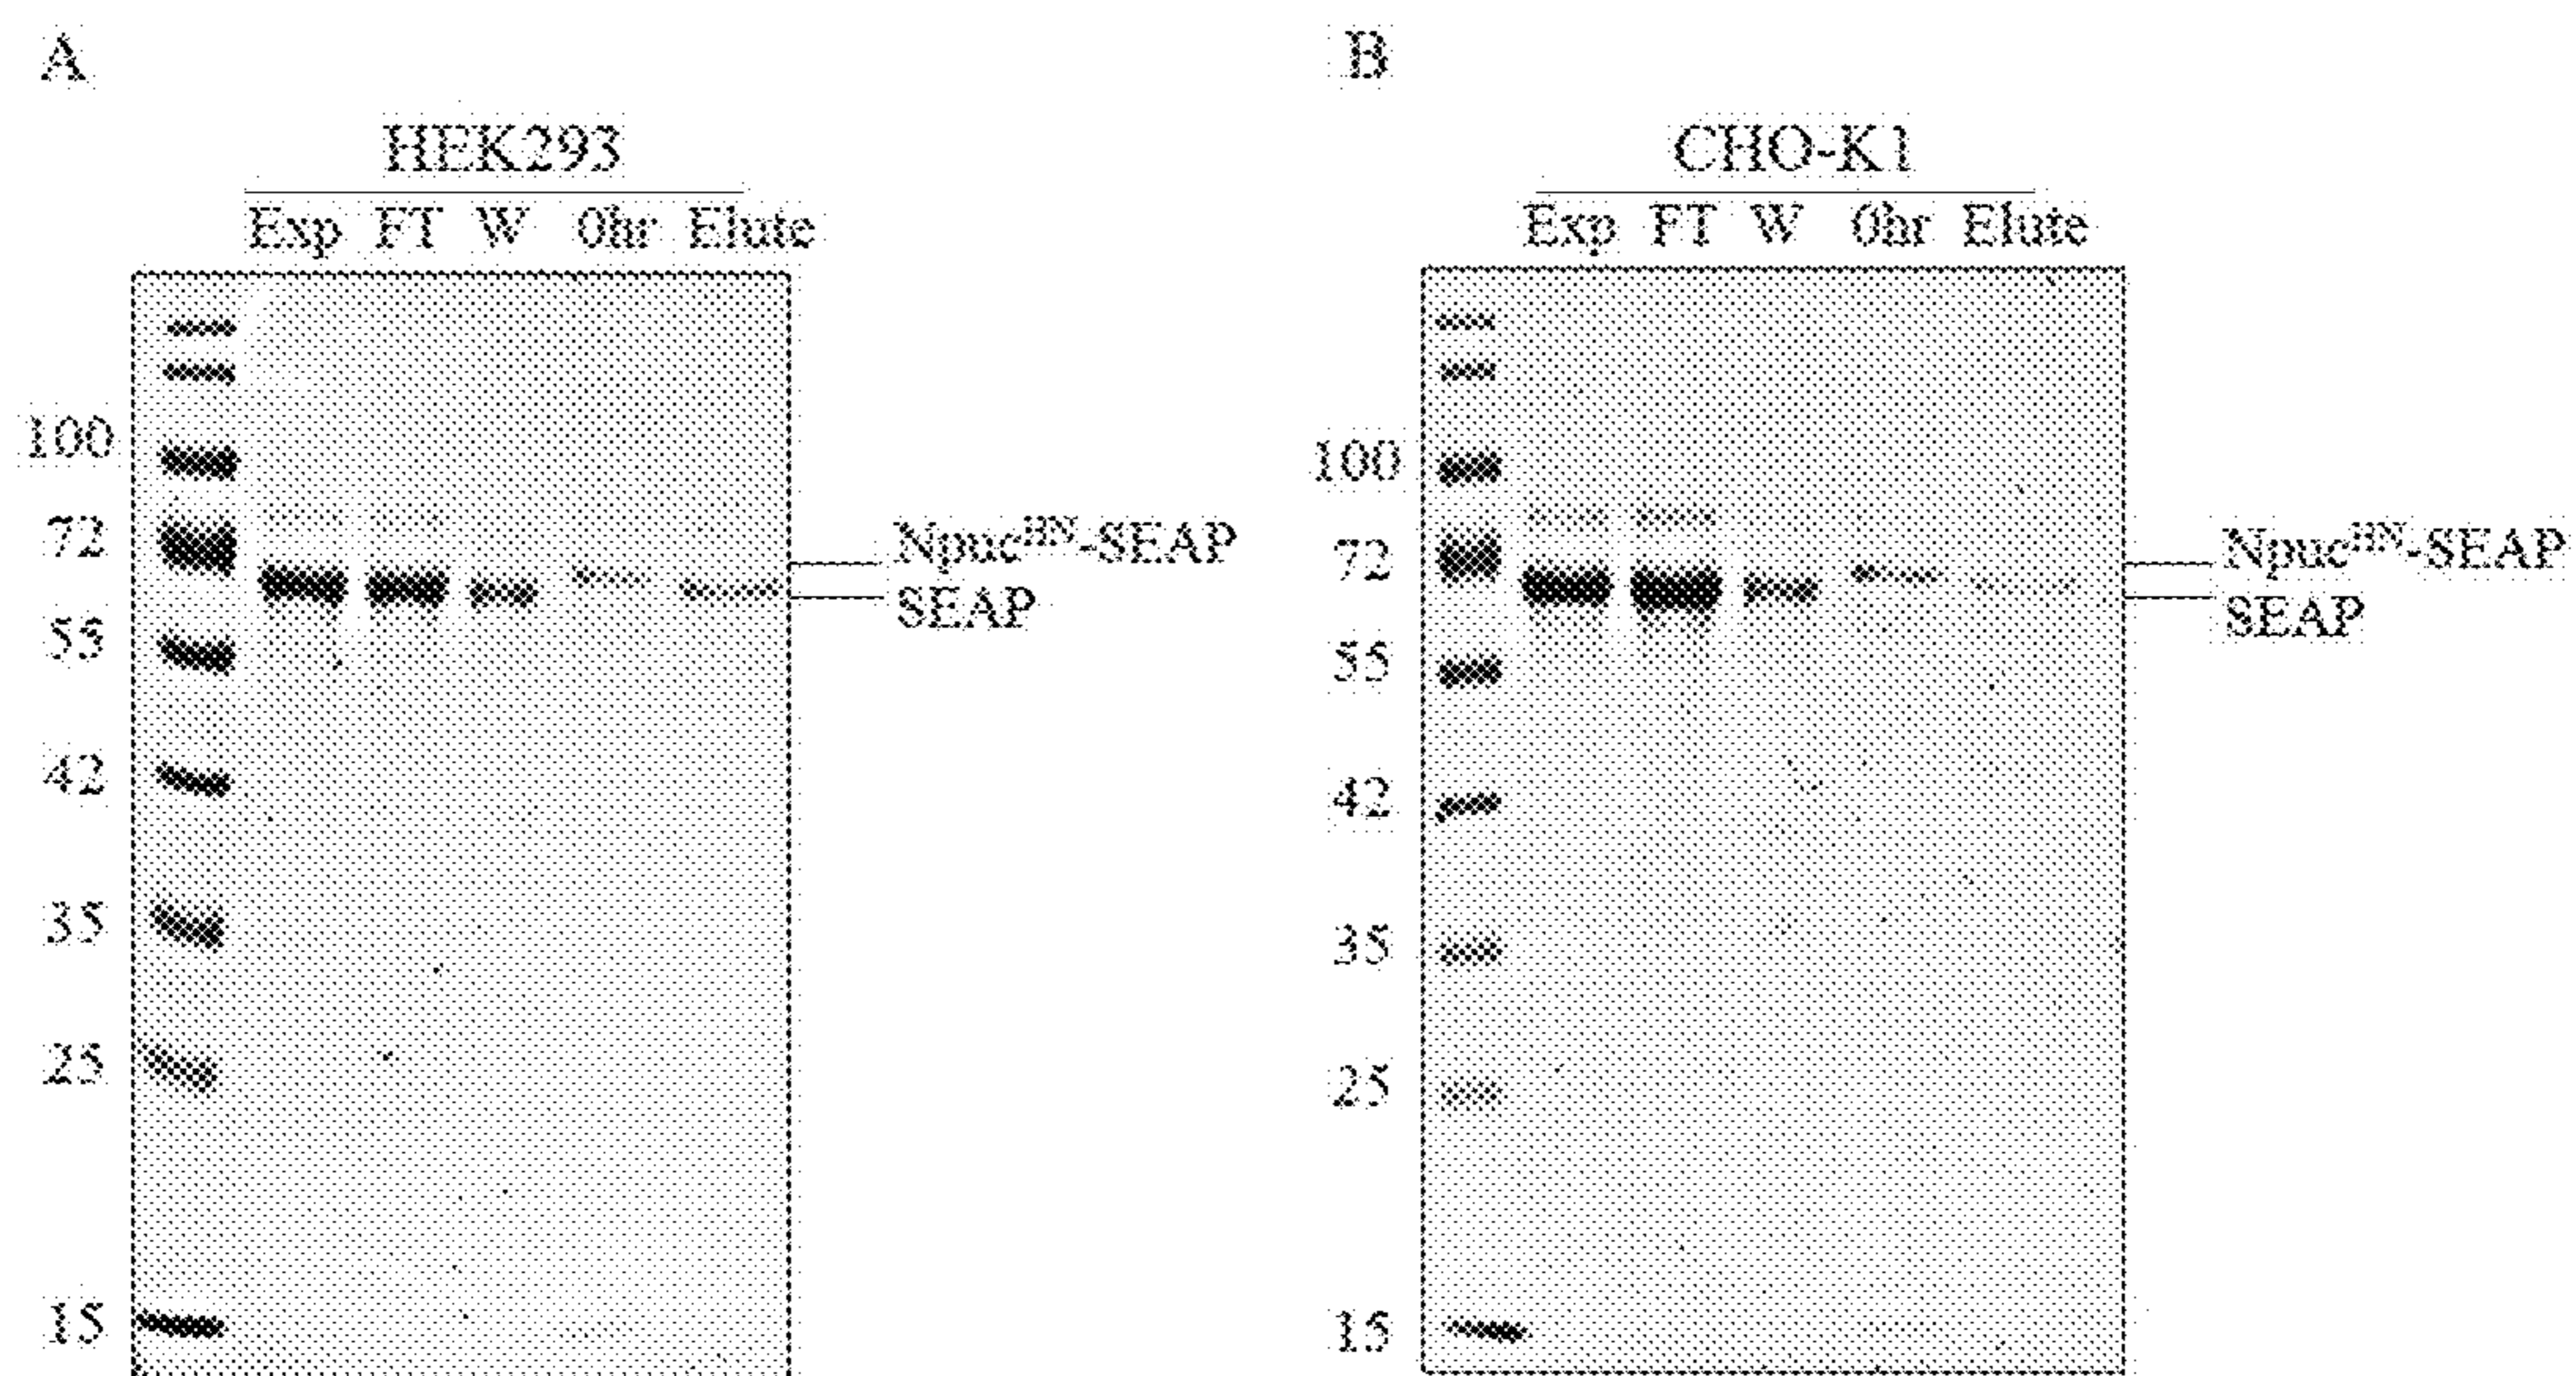 A
HEK293
Exp FT W 0hr Elute
100
72
55
42
35
25
15
Npuc^HN-SEAP
SEAP
B
CHO-K1
Exp FT W 0hr Elute
100
72
55
42
35
25
15
Npuc^HN-SEAP
SEAP